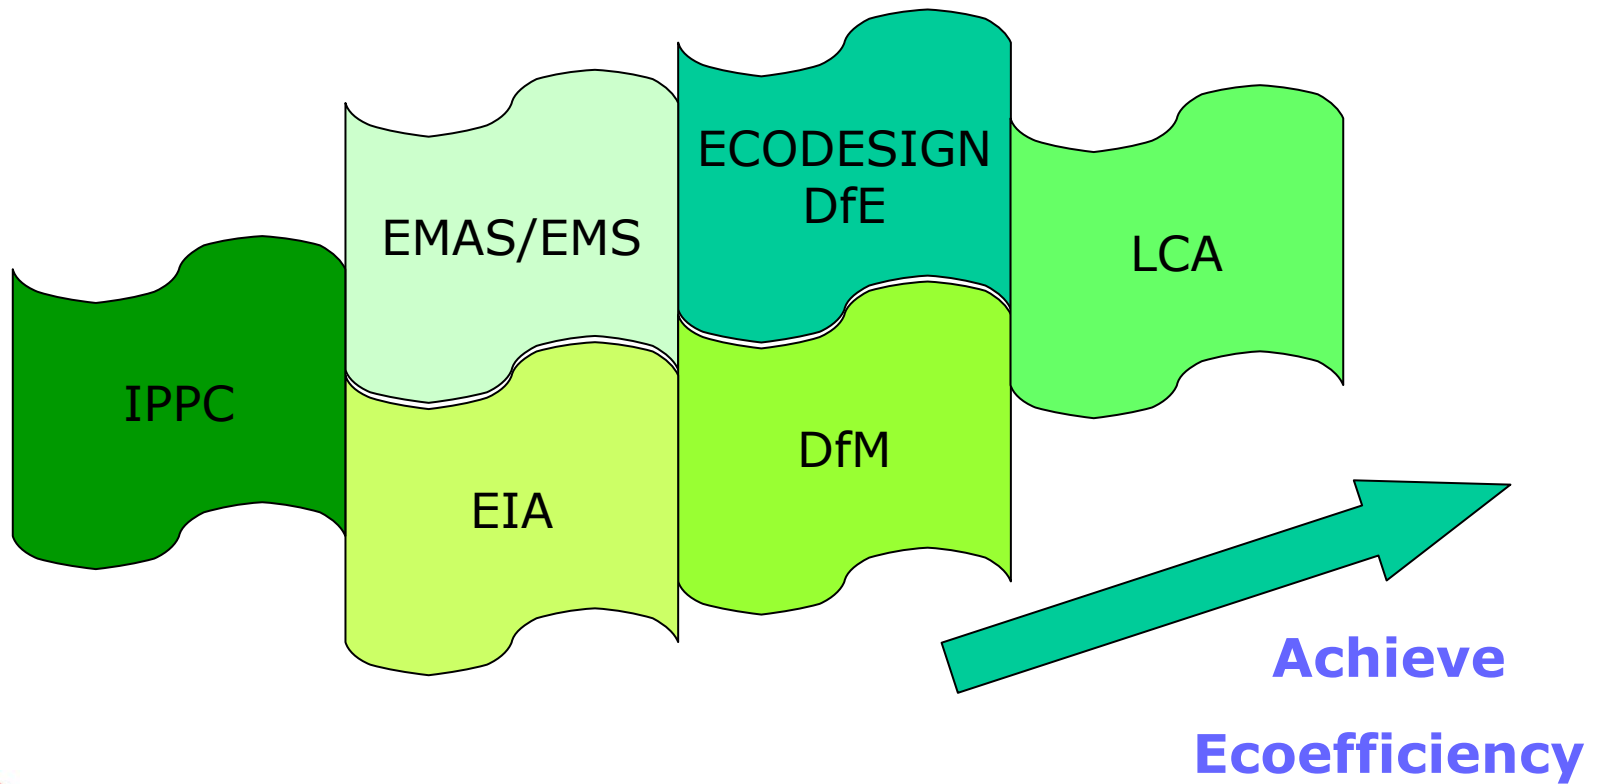 ECODESIGN
DfE
EMAS/EMS
LCA
IPPC
DfM
EIA
Achieve
Ecoefficiency